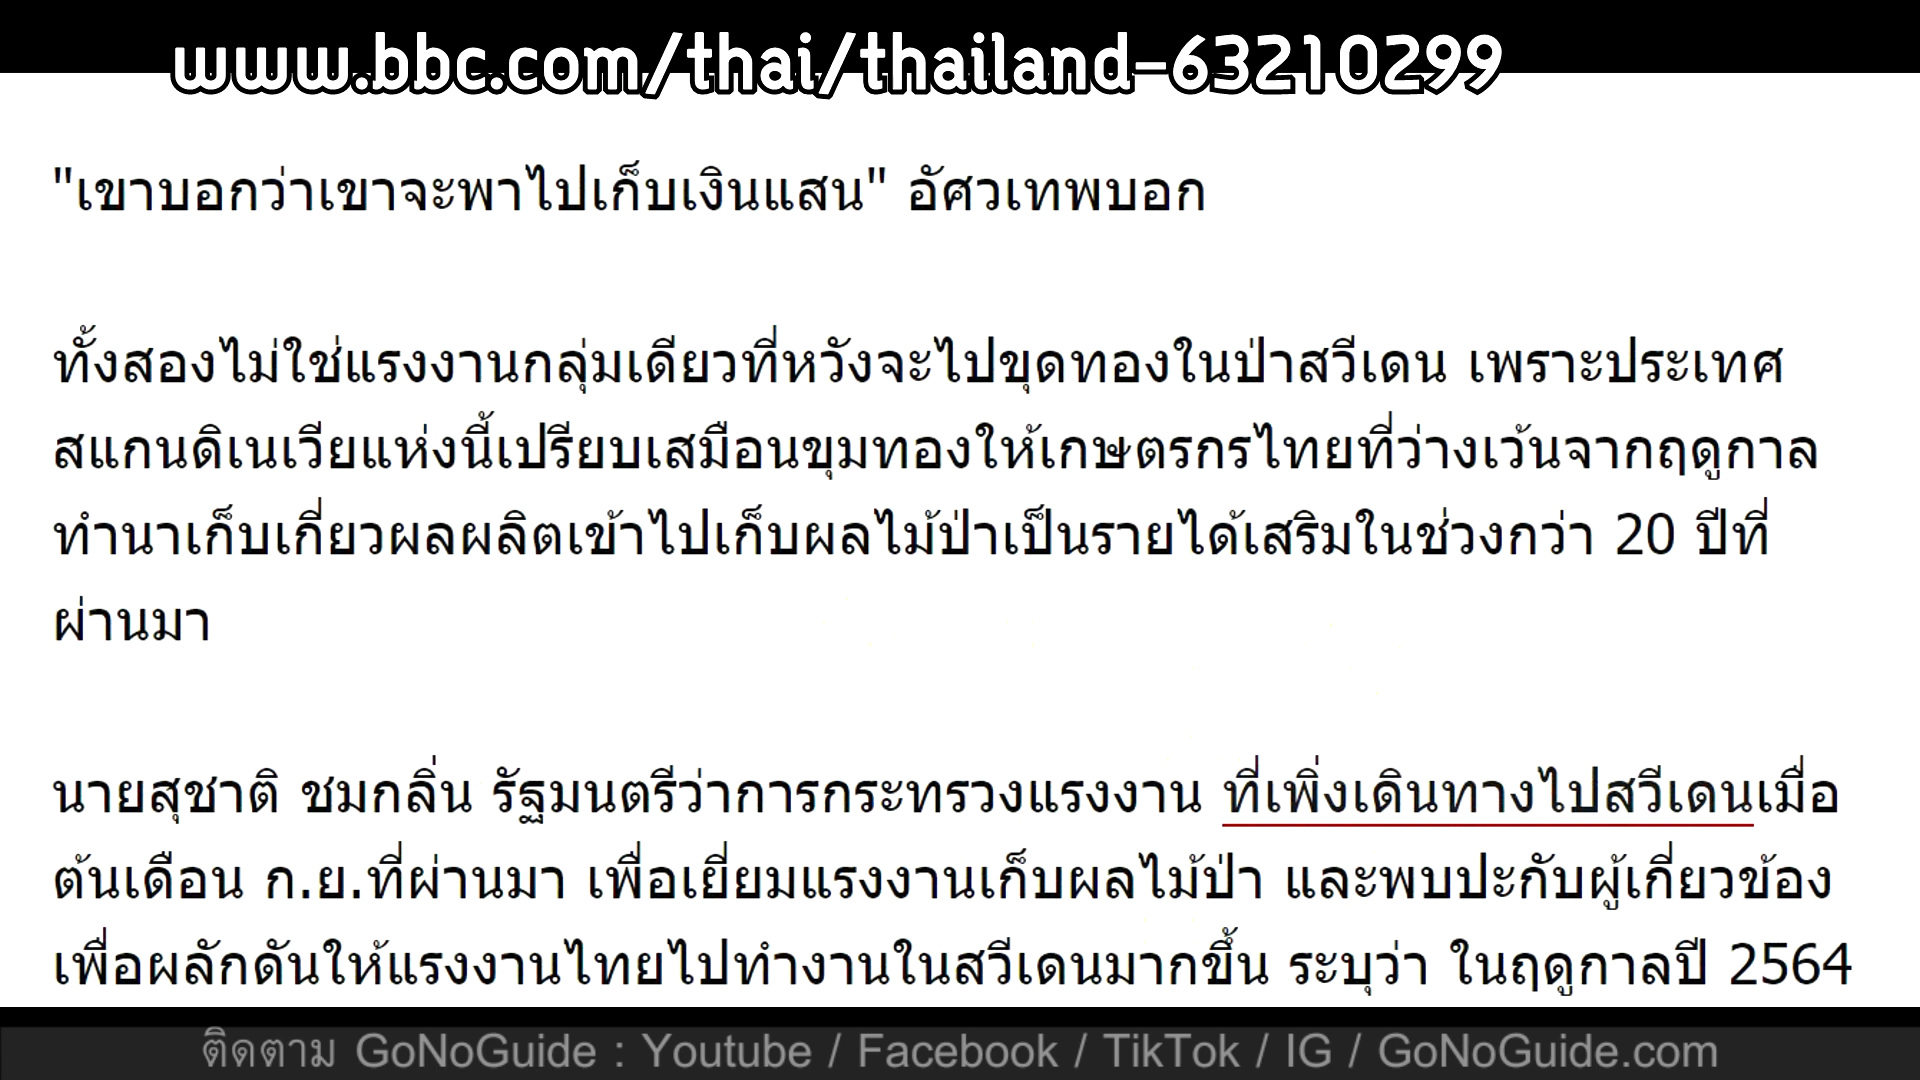 www.bbc.com/thai/thailand-63210299
"เขาบอกว่าเขาจะพาไปเก็บเงินแสน" อัศวเทพบอก
ทั้งสองไม่ใช่แรงงานกลุ่มเดียวที่หวังจะไปขุดทองในป่าสวีเดน เพราะประเทศ
สแกนดิเนเวียแห่งนี้เปรียบเสมือนขุมทองให้เกษตรกรไทยที่ว่างเว้นจากฤดูกาล
ทำนาเก็บเกี่ยวผลผลิตเข้าไปเก็บผลไม้ป่าเป็นรายได้เสริมในช่วงกว่า 20 ปีที่
ผ่านมา
นายสุชาติ ชมกลิ่น รัฐมนตรีว่าการกระทรวงแรงงาน ที่เพิ่งเดินทางไปสวีเดนเมื่อ
ต้นเดือน ก.ย.ที่ผ่านมา เพื่อเยี่ยมแรงงานเก็บผลไม้ป่า และพบปะกับผู้เกี่ยวข้อง
เพื่อผลักดันให้แรงงานไทยไปทำงานในสวีเดนมากขึ้น ระบุว่า ในฤดูกาลปี 2564
ติดตาม GoNoGuide : Youtube / Facebook / TikTok / IG / GoNoGuide.com